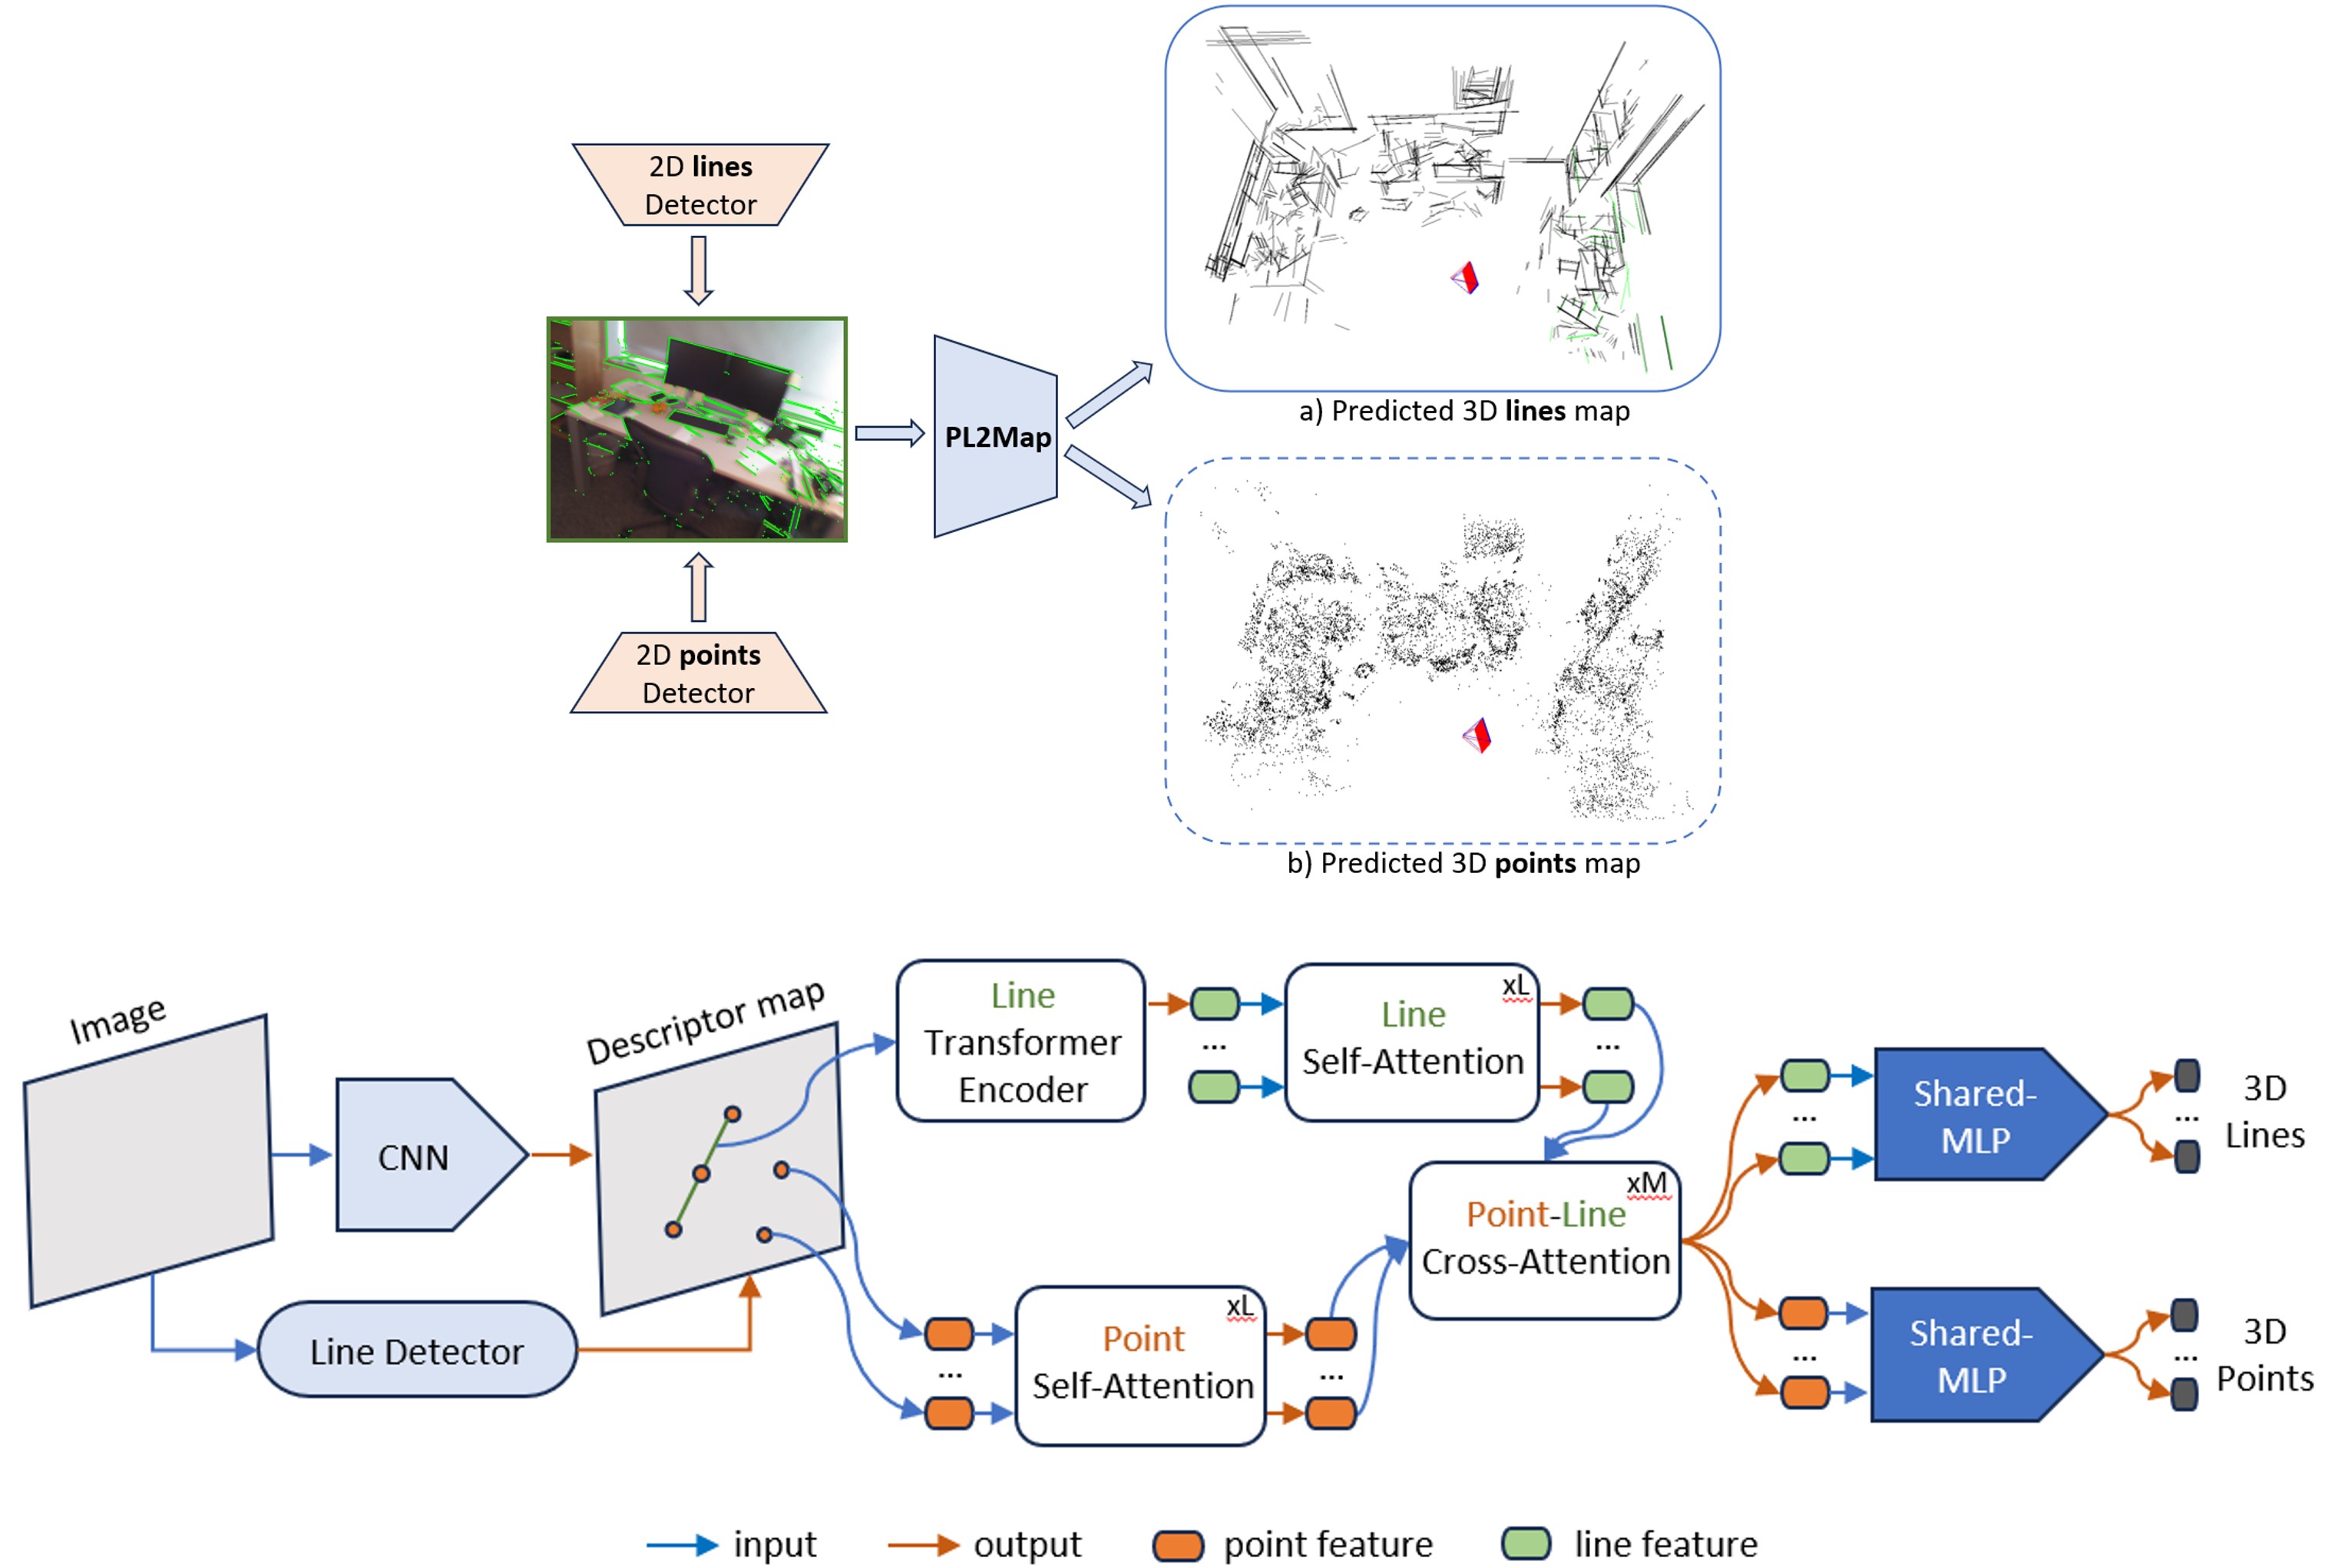 2D lines
Detector
PL2Map
2D points
Detector
a) Predicted 3D lines map
b) Predicted 3D points map
Image
CNN
Line Detector
Descriptor map
Line
Transformer
Encoder
...
xL
Line
Self-Attention
...
...
xL
Point
Self-Attention
...
xM
Point-Line
Cross-Attention
...
Shared-
MLP
...
3D
Lines
...
Shared-
MLP
...
3D
Points
input
output
point feature
line feature